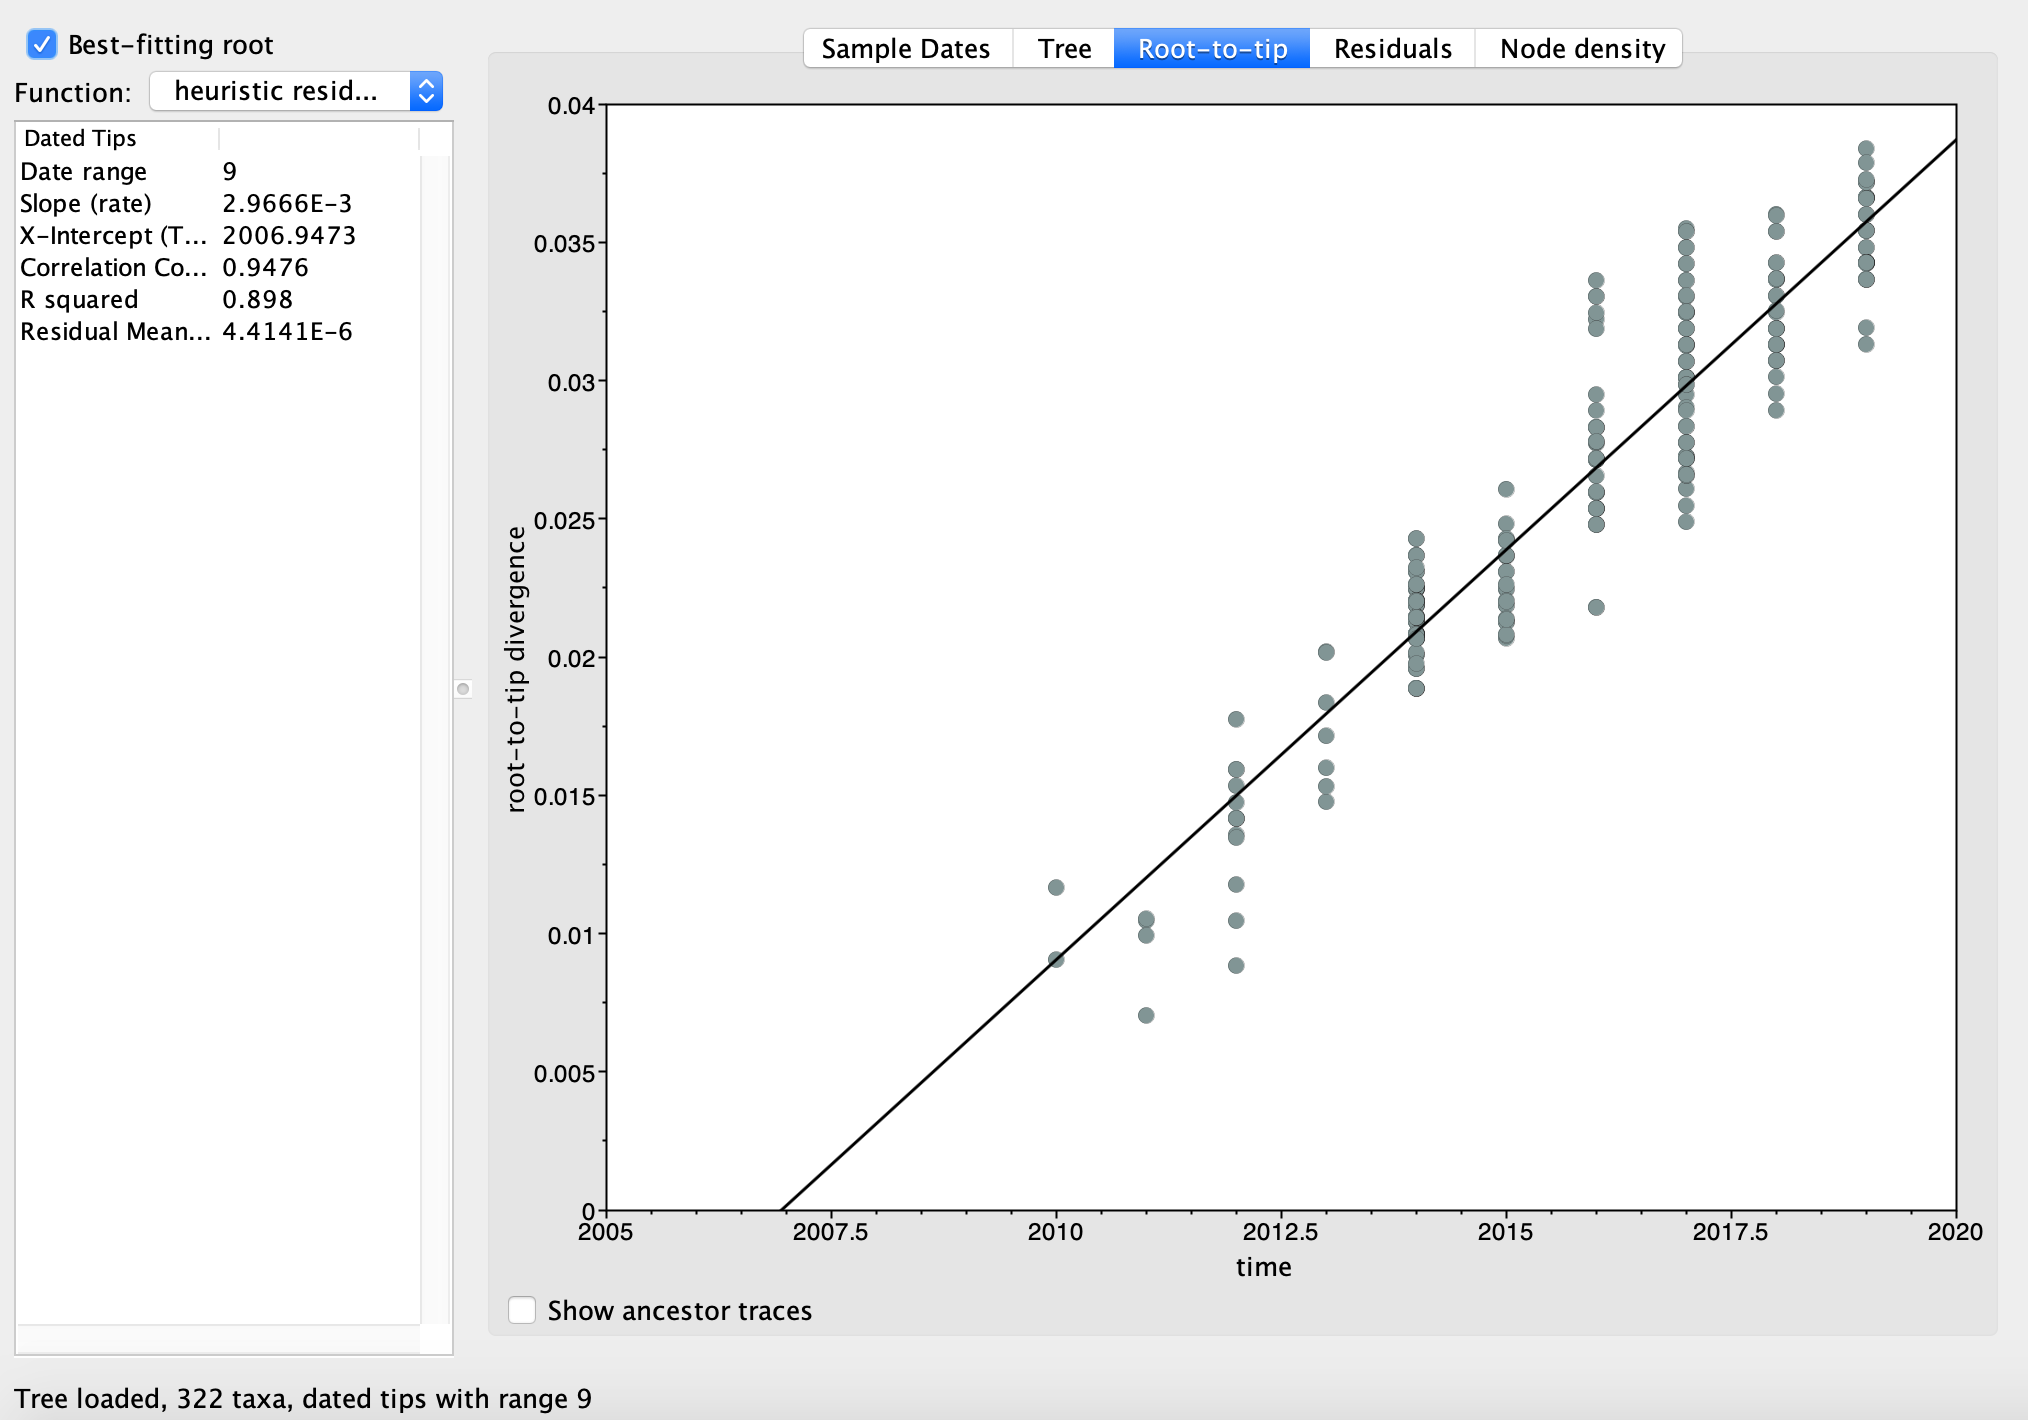 Best-fitting root
Function: heuristic resid...
Dated Tips
Date range 9
Slope (rate) 2.9666E-3
X-Intercept (T... 2006.9473
Correlation Co... 0.9476
R squared 0.898
Residual Mean... 4.4141E-6
Sample Dates Tree Root-to-tip Residuals Node density
0.04
0.035
0.03
0.025
0.02
0.015
0.01
0.005
0
root-to-tip divergence
2005 2007.5 2010 2012.5 2015 2017.5 2020
time
Show ancestor traces
Tree loaded, 322 taxa, dated tips with range 9